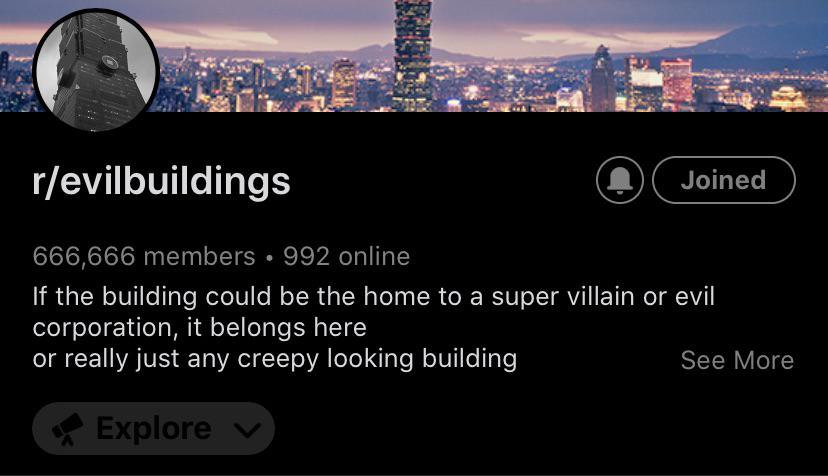 r/evilbuildings
Joined
666,666 members • 992 online
If the building could be the home to a super villain or evil
corporation, it belongs here
or really just any creepy looking building
See More
Explore